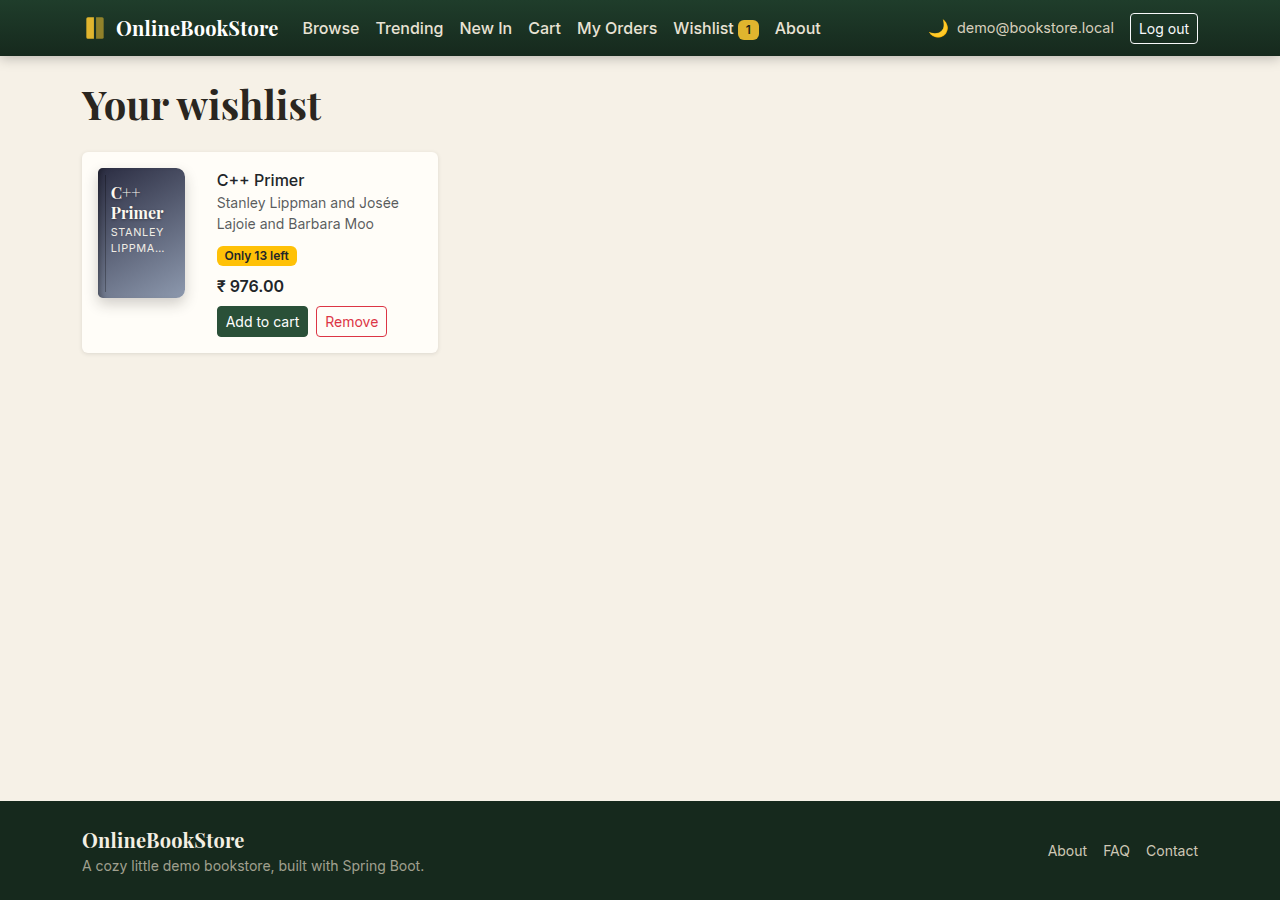 OnlineBookStore Browse Trending New In Cart My Orders Wishlist 1 About 🌙 demo@bookstore.local Log out
Your wishlist
C++
Primer
STANLEY
LIPPMA...
C++ Primer
Stanley Lippman and Josée
Lajoie and Barbara Moo
Only 13 left
₹ 976.00
Add to cart Remove
OnlineBookStore
A cozy little demo bookstore, built with Spring Boot.
About FAQ Contact